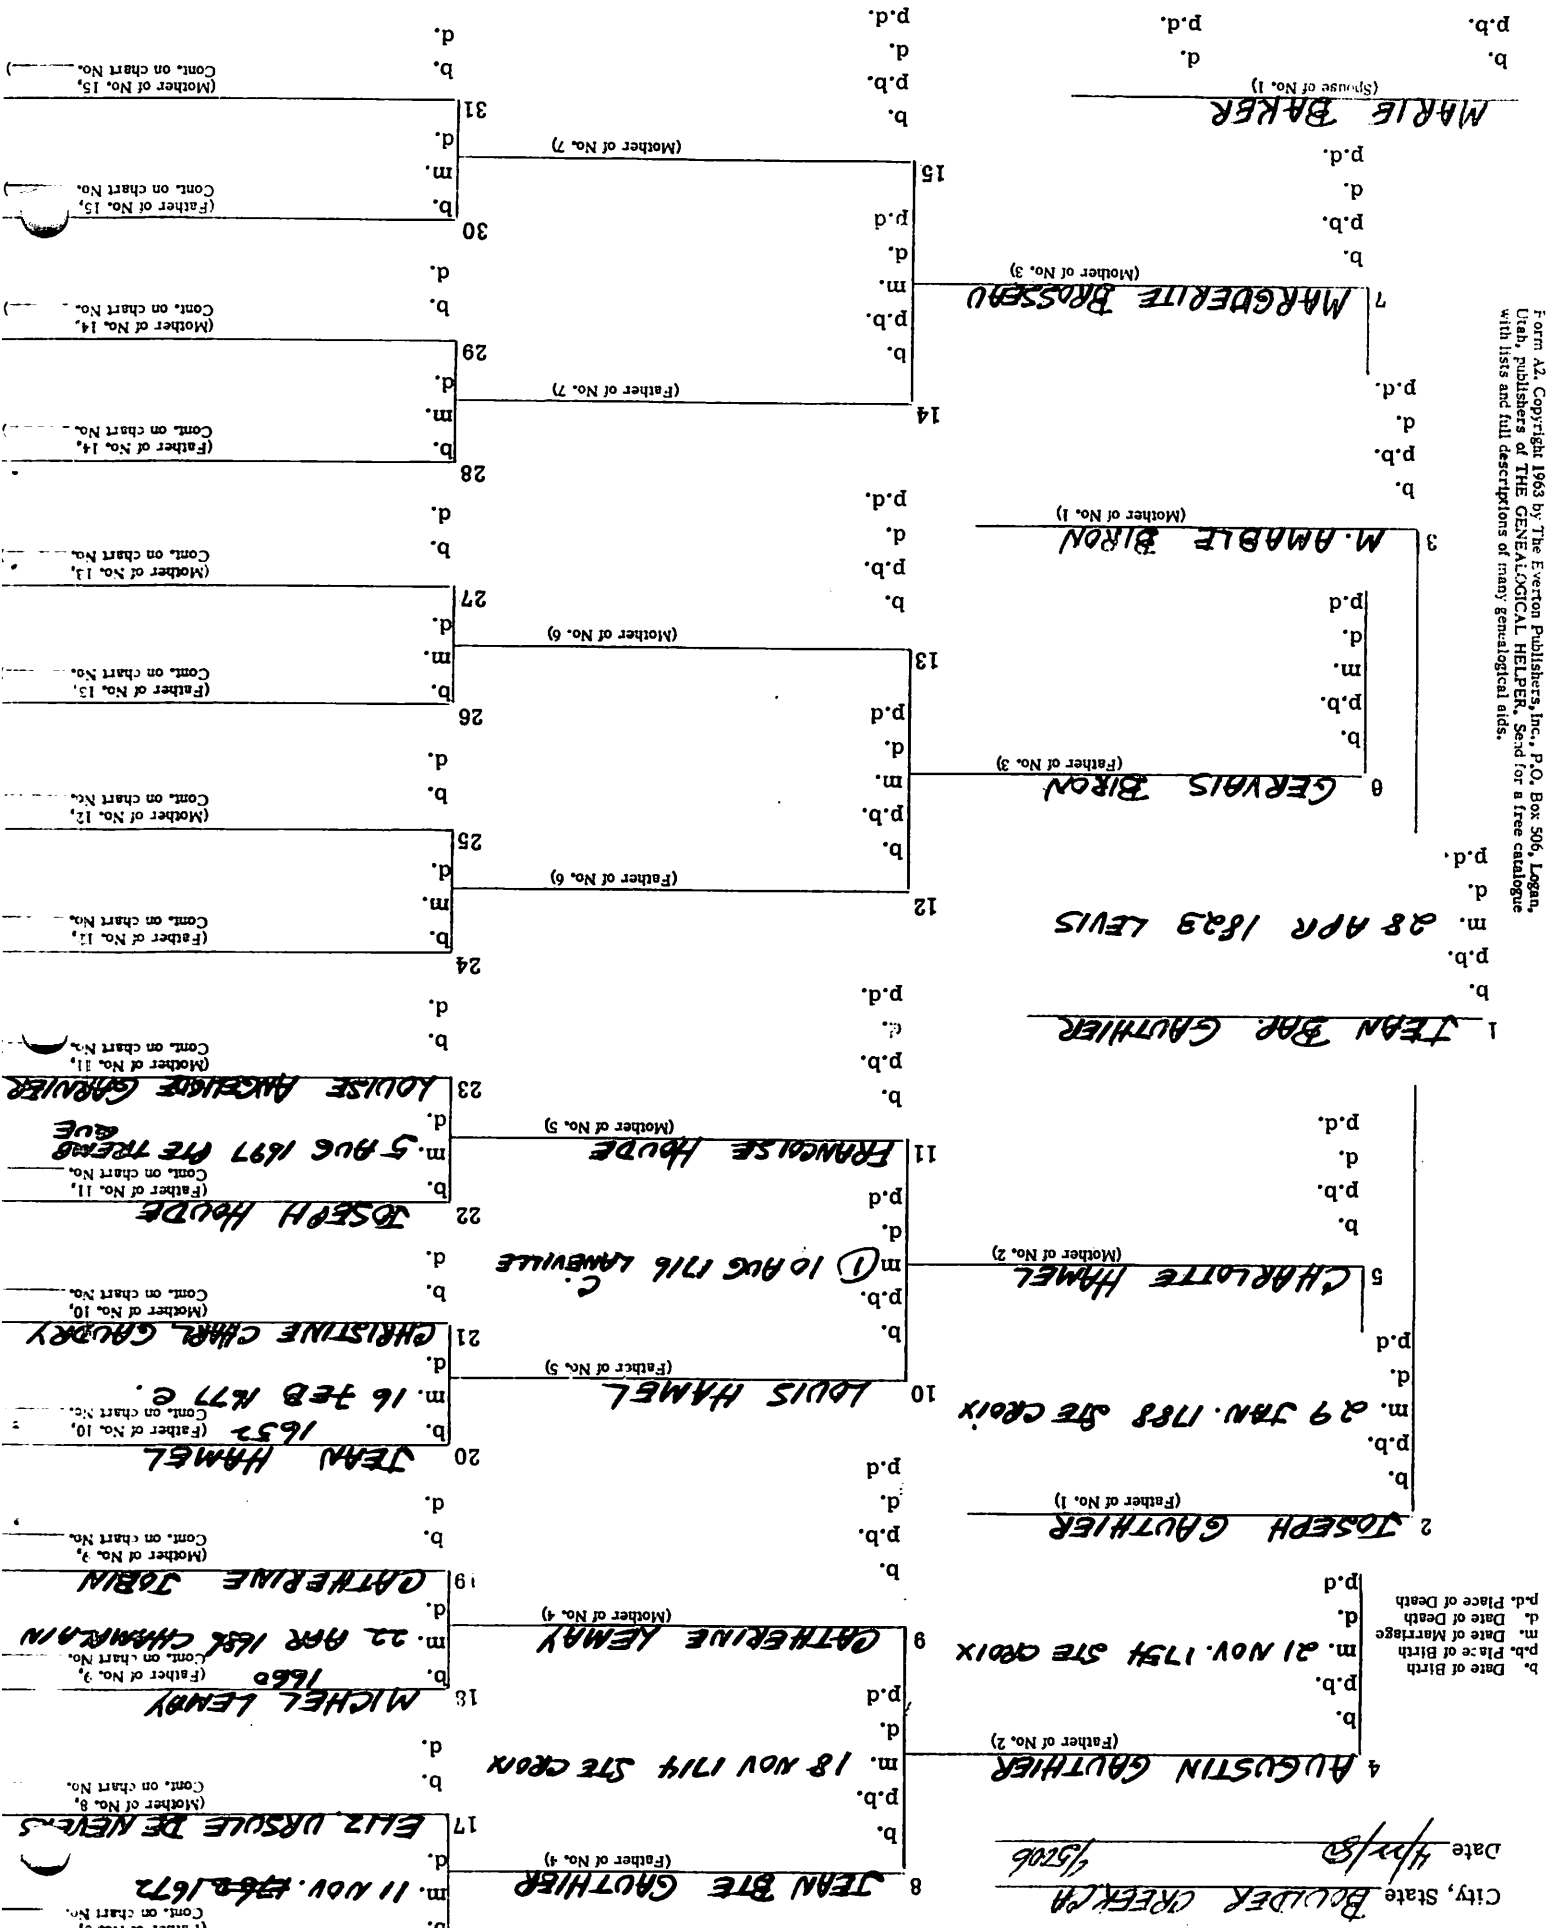 City, State BOULDER CREEK, CA
Date
b. Date of Birth
p.b. Place of Birth
m. Date of Marriage
d. Date of Death
p.d. Place of Death
8 JEAN BTE GAUTHIER
(Father of No. 4)
b.
p.b.
m. 18 NOV 1714 STE CROIX
d.
p.d
4 AUGUSTIN GAUTHIER
(Father of No. 2)
b.
p.b.
m. 21 NOV. 1754 STE CROIX
d.
p.d
9 CATHERINE LEMAY
(Mother of No. 4)
b.
p.b.
d.
p.d
2 JOSEPH GAUTHIER
(Father of No. 1)
b.
p.b.
m. 29 JAN. 1788 STE CROIX
d.
p.d
10 LOUIS HAMEL
(Father of No. 5)
b.
p.b.
m ① 10 AUG 1716 C. LANEVILLE
d.
p.d
5 CHARLOTTE HAMEL
(Mother of No. 2)
b.
p.b.
d.
p.d.
11 FRANCOISE HOUDE
(Mother of No. 5)
b.
p.b.
d.
p.d.
1 JEAN BAP. GAUTHIER
b.
p.b.
m. 28 APR 1823 LEVIS
d.
p.d.
12
(Father of No. 6)
b.
p.b.
m.
d.
p.d
6 GERVAIS BIRON
(Father of No. 3)
b.
p.b.
m.
d.
p.d
13
(Mother of No. 6)
b.
p.b.
d.
p.d.
3 M. AMABLE BIRON
(Mother of No. 1)
b.
p.b.
d.
p.d.
14
(Father of No. 7)
b.
p.b.
m.
d.
p.d
7 MARGUERITE BROSSEAU
(Mother of No. 3)
b.
p.b.
d.
p.d.
15
(Mother of No. 7)
b.
p.b.
d.
p.d.
MARIE BAKER
(Spouse of No. 1)
b.
d.
p.b.
p.d.
Cont. on chart No.
b.
m. 11 NOV. 1672
d.
17 ELIZ. URSULE DE NEVERS
(Mother of No. 8,
Cont. on chart No.
b.
d.
18 MICHEL LEMAY
b. 1660 (Father of No. 9,
Cont. on chart No.
m. 22 APR 1686 CHAMPLAIN
d.
19 CATHERINE JOBIN
(Mother of No. 9,
Cont. on chart No.
b.
d.
20 JEAN HAMEL
b. 1652 (Father of No. 10,
Cont. on chart No.
m. 16 FEB 1677 C.
d.
21 CHRISTINE CHARL GAUDRY
(Mother of No. 10,
Cont. on chart No.
b.
d.
22 JOSEPH HOUDE
b. (Father of No. 11,
Cont. on chart No.
m. 5 AUG 1697 PTE TREMB
QUE
d.
23 LOUISE ANGELIQUE GARNIER
(Mother of No. 11,
Cont. on chart No.
b.
d.
24
b. (Father of No. 12,
Cont. on chart No.
m.
d.
25
(Mother of No. 12,
Cont. on chart No.
b.
d.
26
b. (Father of No. 13,
Cont. on chart No.
m.
d.
27
(Mother of No. 13,
Cont. on chart No.
b.
d.
28
b. (Father of No. 14,
Cont. on chart No.
m.
d.
29
(Mother of No. 14,
Cont. on chart No.
b.
d.
30
b. (Father of No. 15,
Cont. on chart No.
m.
d.
31
(Mother of No. 15,
Cont. on chart No.
b.
d.
Form A2. Copyright 1963 by The Everton Publishers, Inc., P.O. Box 506, Logan,
Utah, publishers of THE GENEALOGICAL HELPER. Send for a free catalogue
with lists and full descriptions of many genealogical aids.